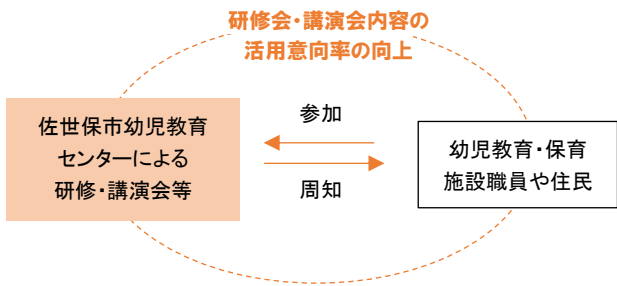 研修会・講演会内容の
活用意向率の向上
佐世保市幼児教育
センターによる
研修・講演会等
参加
周知
幼児教育・保育
施設職員や住民